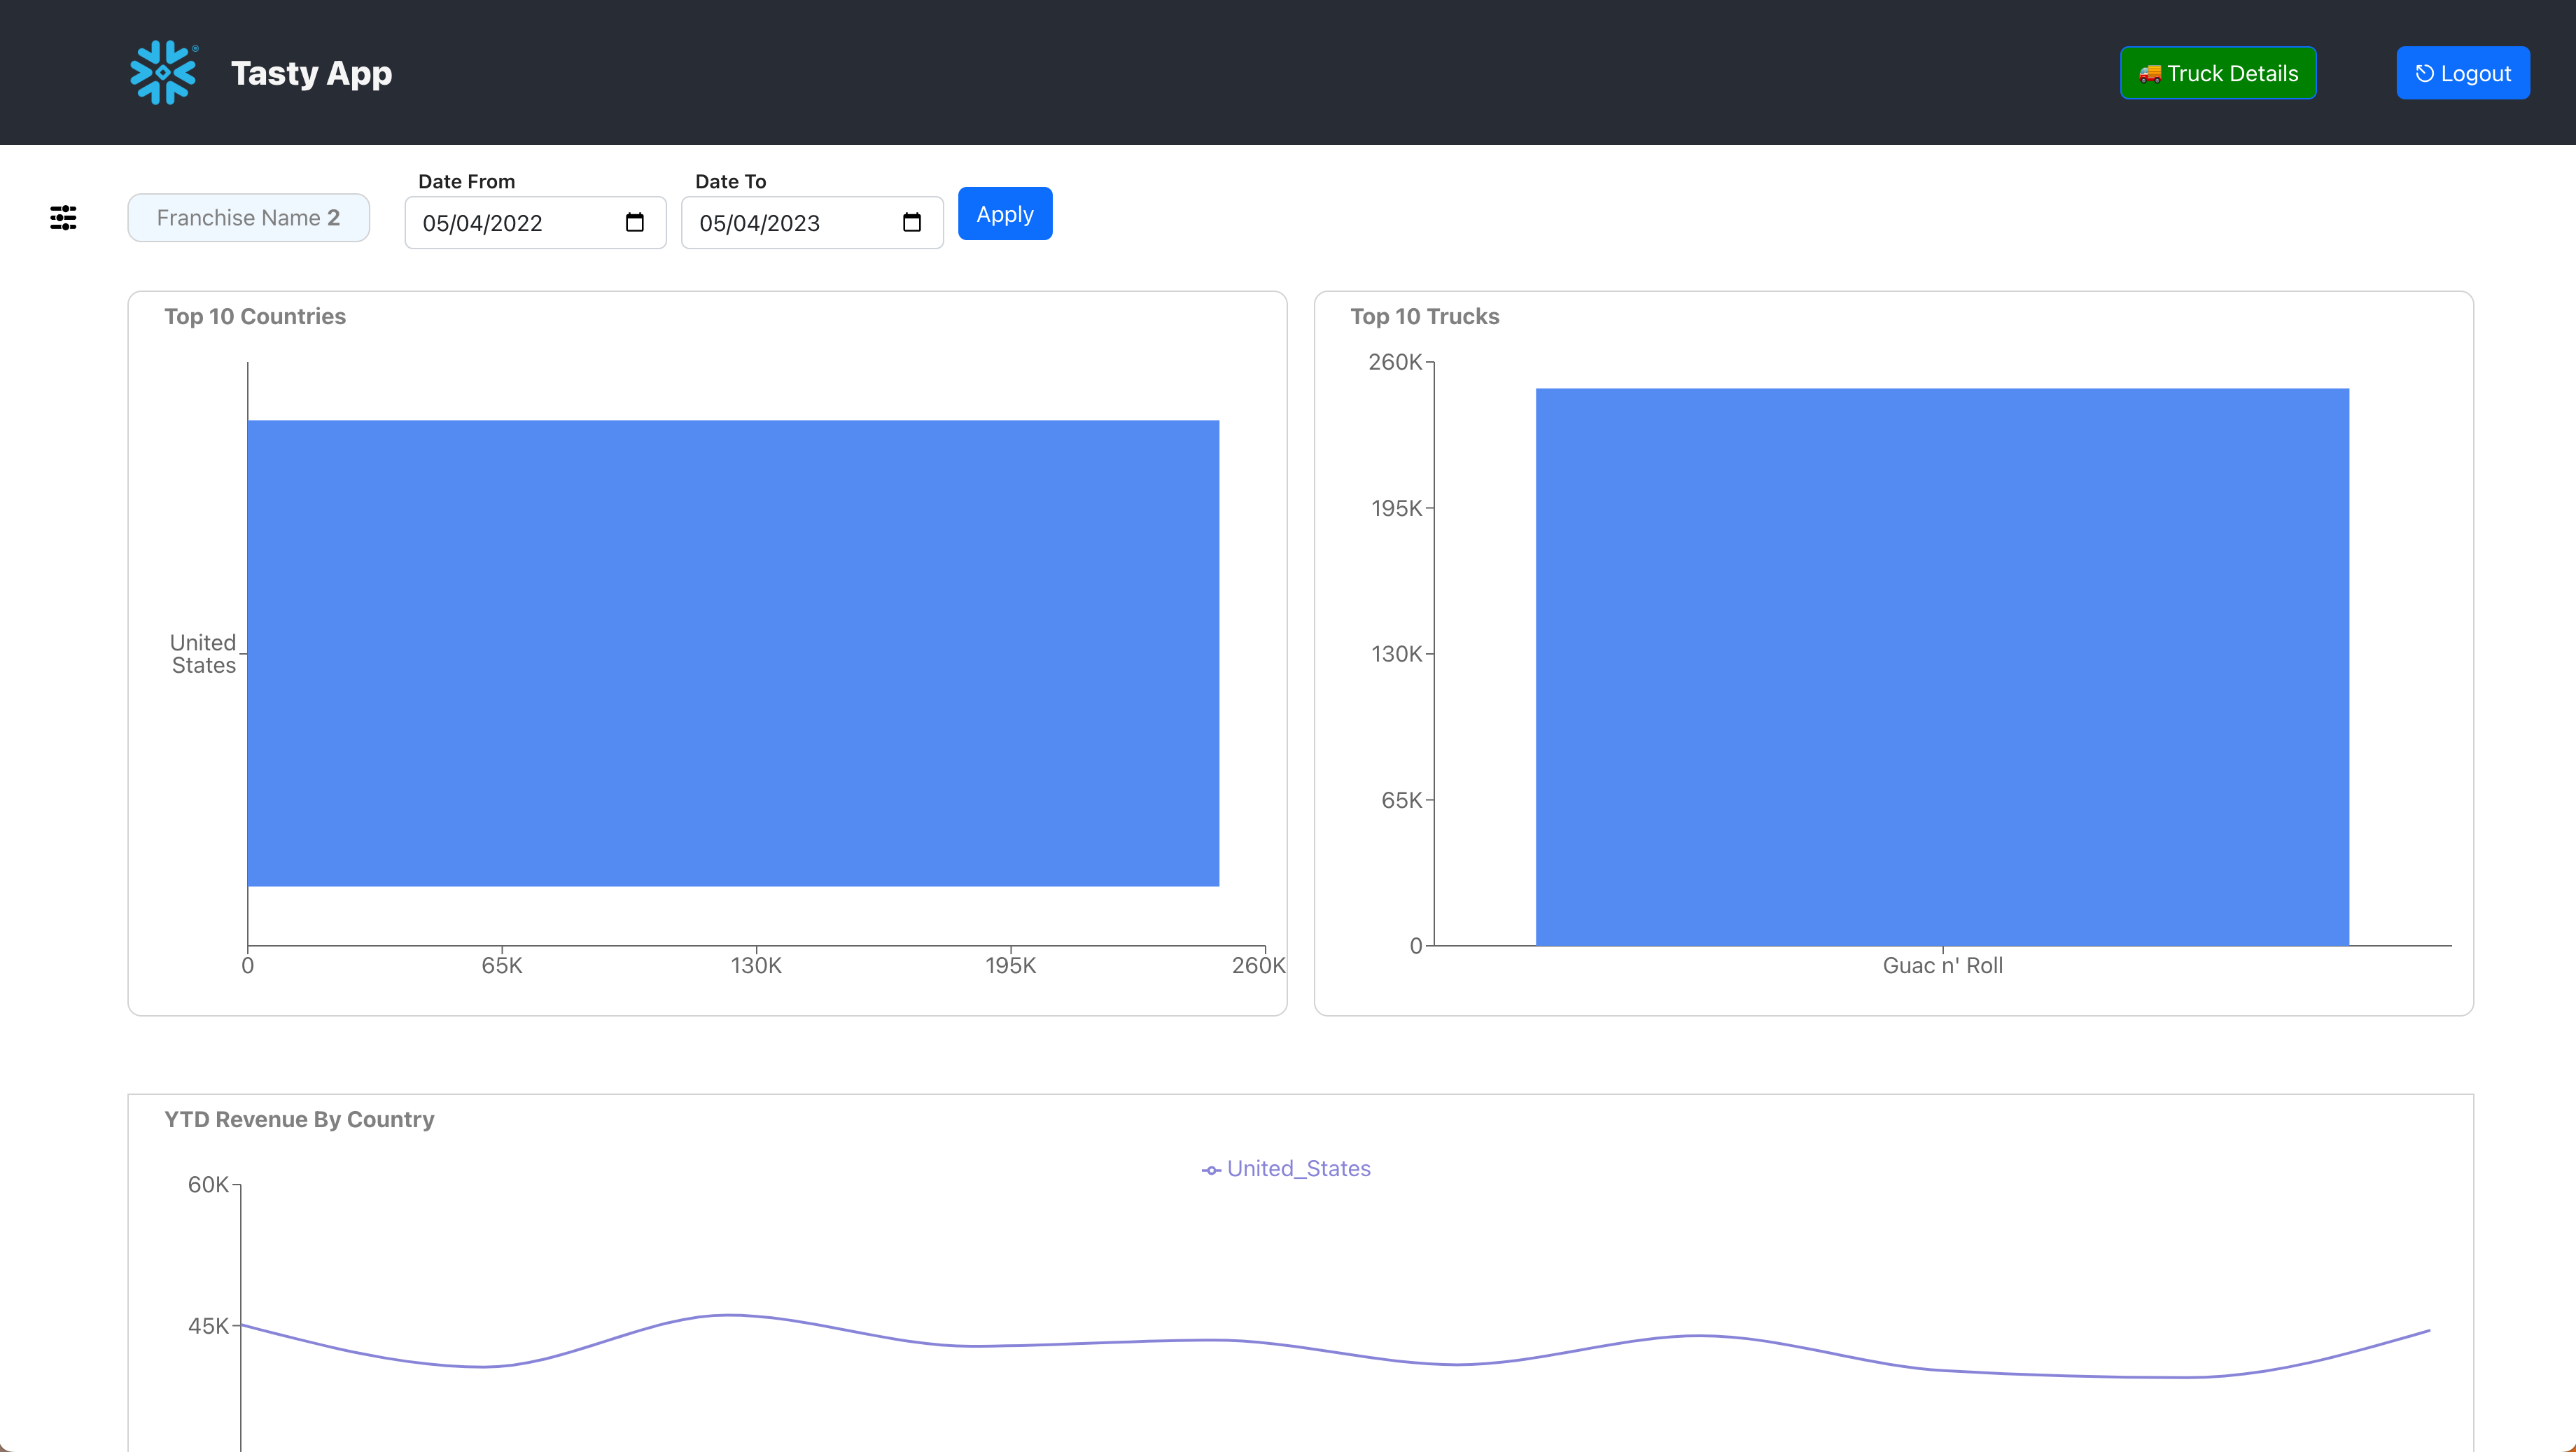 Tasty App
🚚 Truck Details
Logout
Franchise Name 2
Date From
05/04/2022
Date To
05/04/2023
Apply
Top 10 Countries
United
States
0 65K 130K 195K 260K
Top 10 Trucks
260K
195K
130K
65K
0
Guac n' Roll
YTD Revenue By Country
United_States
60K
45K